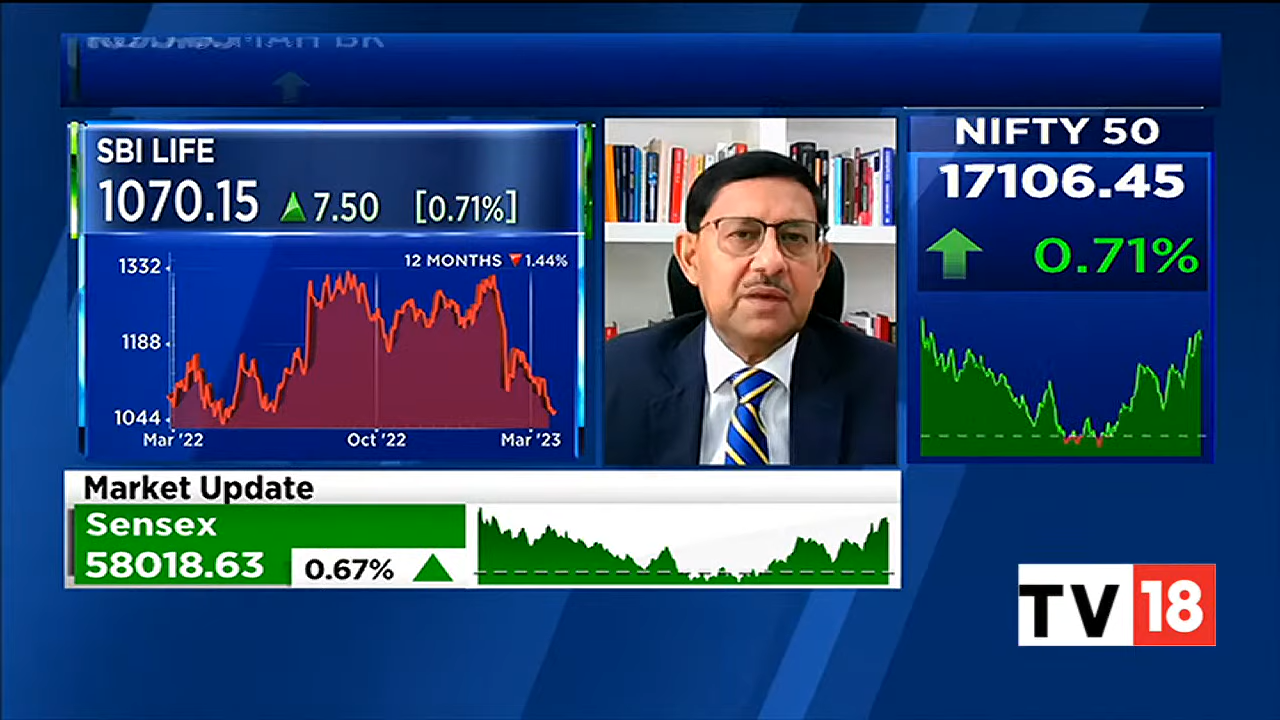 SBI LIFE
1070.15 ▲ 7.50 [0.71%]
12 MONTHS ▼ 1.44%
1332
1188
1044
Mar '22 Oct '22 Mar '23
NIFTY 50
17106.45
0.71%
Market Update
Sensex
58018.63 0.67%
TV18